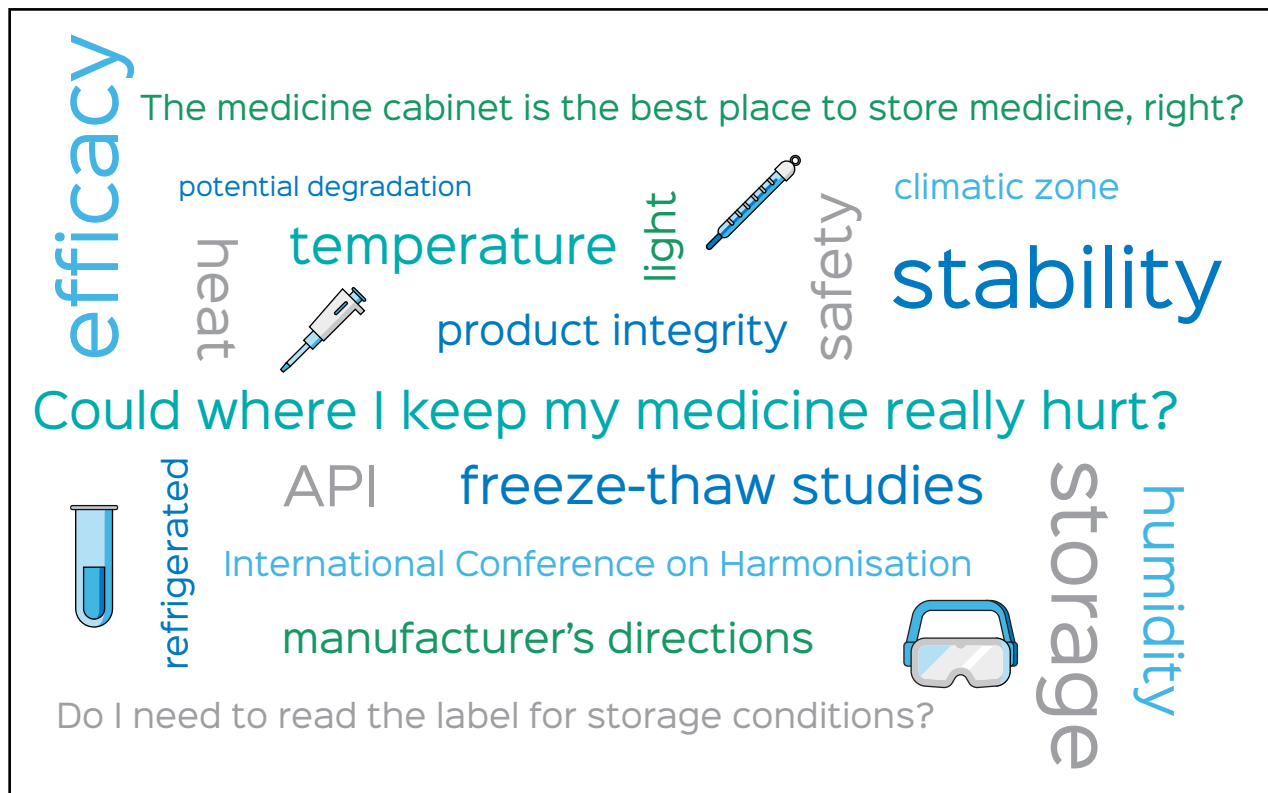 efficacy
The medicine cabinet is the best place to store medicine, right?
potential degradation
climatic zone
heat
temperature
light
safety
stability
product integrity
Could where I keep my medicine really hurt?
refrigerated
API
freeze-thaw studies
storage
humidity
International Conference on Harmonisation
manufacturer's directions
Do I need to read the label for storage conditions?